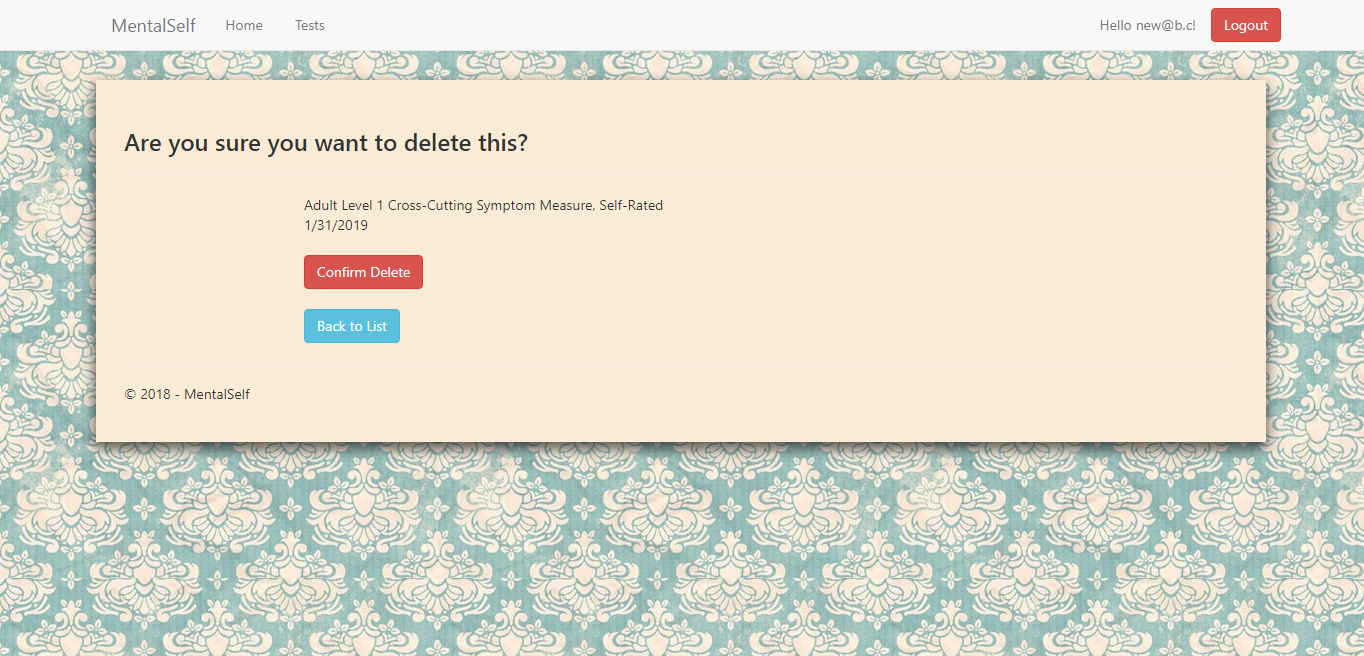 MentalSelf Home Tests Hello new@b.c! Logout
Are you sure you want to delete this?
Adult Level 1 Cross-Cutting Symptom Measure, Self-Rated
1/31/2019
Confirm Delete
Back to List
© 2018 - MentalSelf